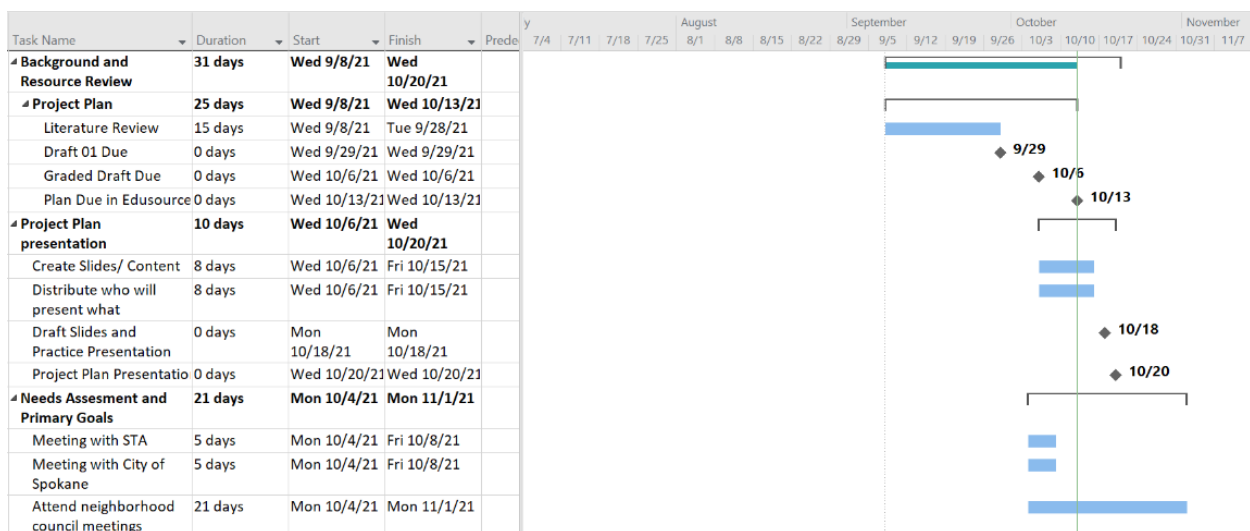 y August September October November
Task Name Duration Start Finish Prede 7/4 7/11 7/18 7/25 8/1 8/8 8/15 8/22 8/29 9/5 9/12 9/19 9/26 10/3 10/10 10/17 10/24 10/31 11/7
Background and 31 days Wed 9/8/21 Wed
Resource Review 10/20/21
Project Plan 25 days Wed 9/8/21 Wed 10/13/21
Literature Review 15 days Wed 9/8/21 Tue 9/28/21
Draft 01 Due 0 days Wed 9/29/21 Wed 9/29/21 9/29
Graded Draft Due 0 days Wed 10/6/21 Wed 10/6/21 10/6
Plan Due in Edusource 0 days Wed 10/13/21 Wed 10/13/21 10/13
Project Plan 10 days Wed 10/6/21 Wed
presentation 10/20/21
Create Slides/ Content 8 days Wed 10/6/21 Fri 10/15/21
Distribute who will 8 days Wed 10/6/21 Fri 10/15/21
present what
Draft Slides and 0 days Mon Mon 10/18
Practice Presentation 10/18/21 10/18/21
Project Plan Presentatio 0 days Wed 10/20/21 Wed 10/20/21 10/20
Needs Assesment and 21 days Mon 10/4/21 Mon 11/1/21
Primary Goals
Meeting with STA 5 days Mon 10/4/21 Fri 10/8/21
Meeting with City of 5 days Mon 10/4/21 Fri 10/8/21
Spokane
Attend neighborhood 21 days Mon 10/4/21 Mon 11/1/21
council meetings